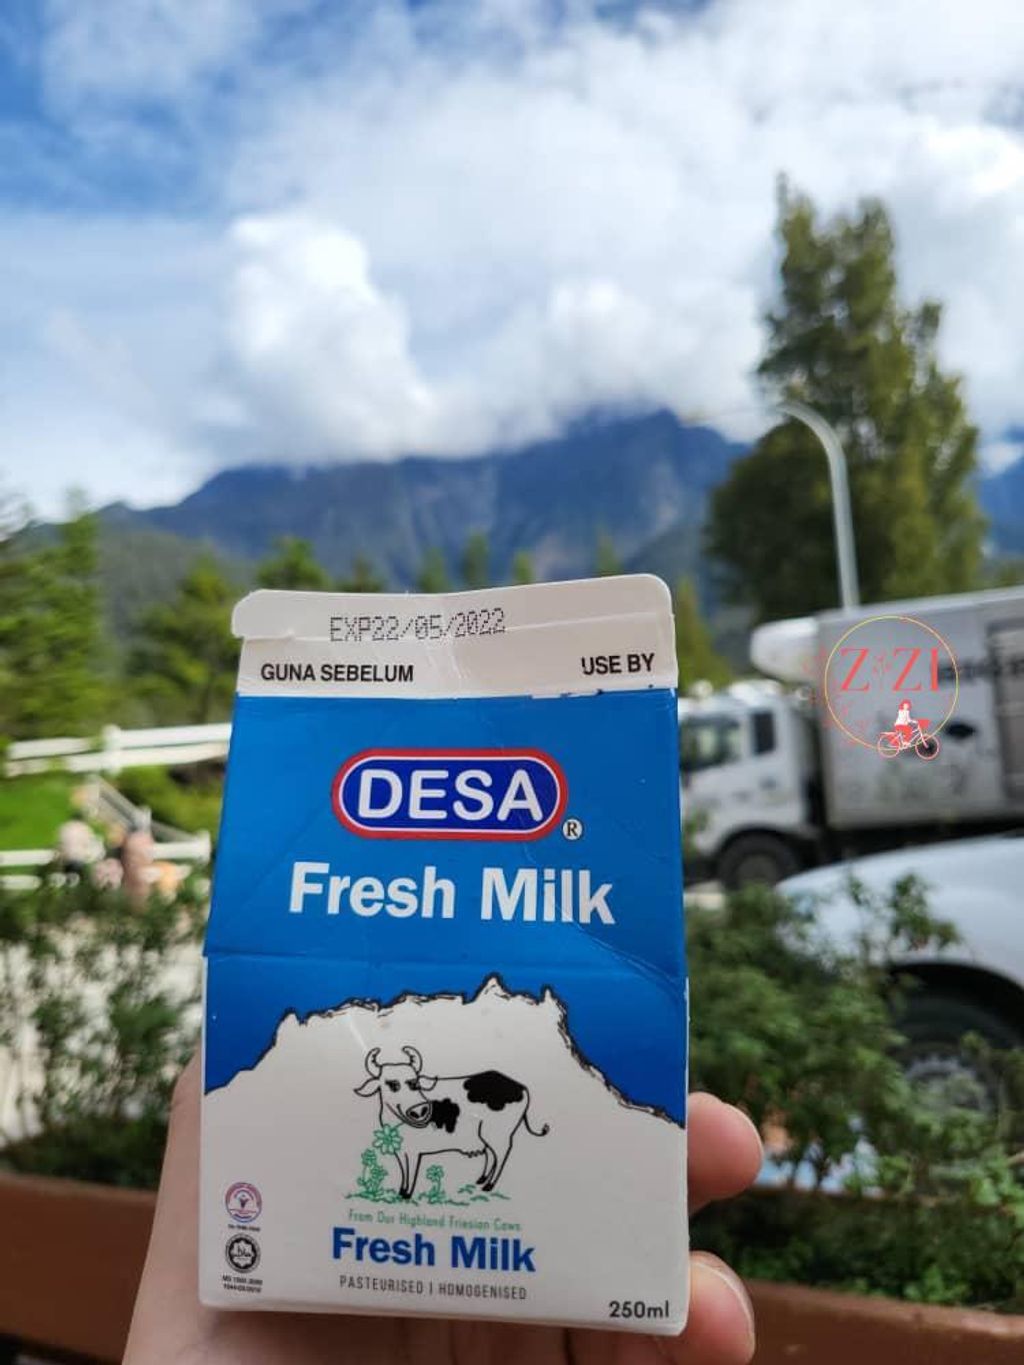 EXP22/05/2022
GUNA SEBELUM
USE BY
DESA
®
Fresh Milk
ZiZI
From Our Highland Friesian Cows
Fresh Milk
PASTEURISED | HOMOGENISED
250ml